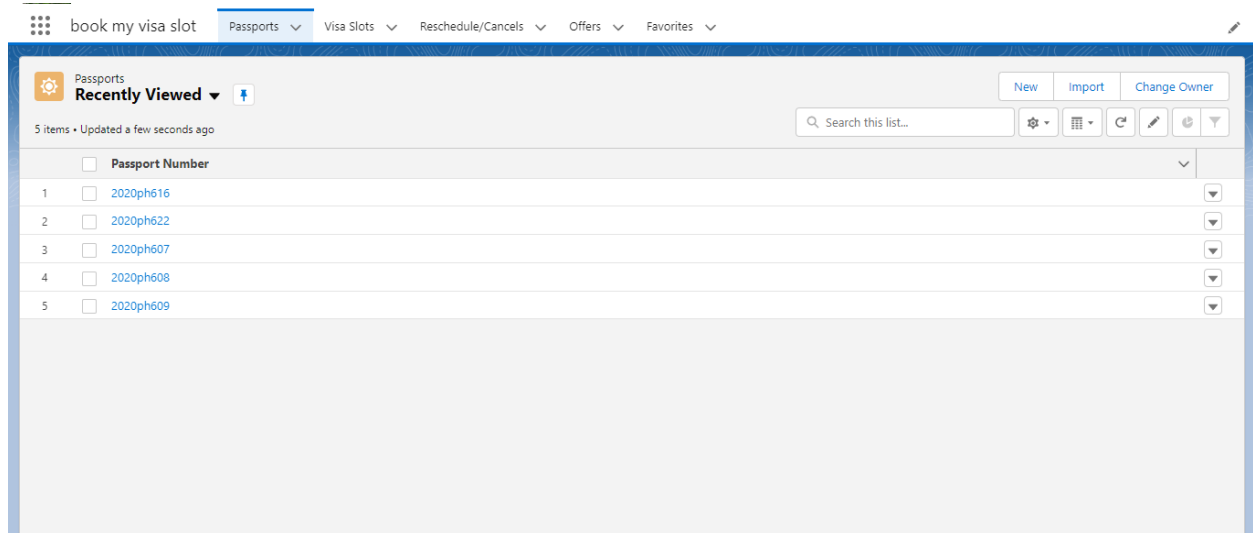 book my visa slot Passports Visa Slots Reschedule/Cancels Offers Favorites
Passports
Recently Viewed
New Import Change Owner
5 items • Updated a few seconds ago
Search this list...
Passport Number
1 2020ph616
2 2020ph622
3 2020ph607
4 2020ph608
5 2020ph609